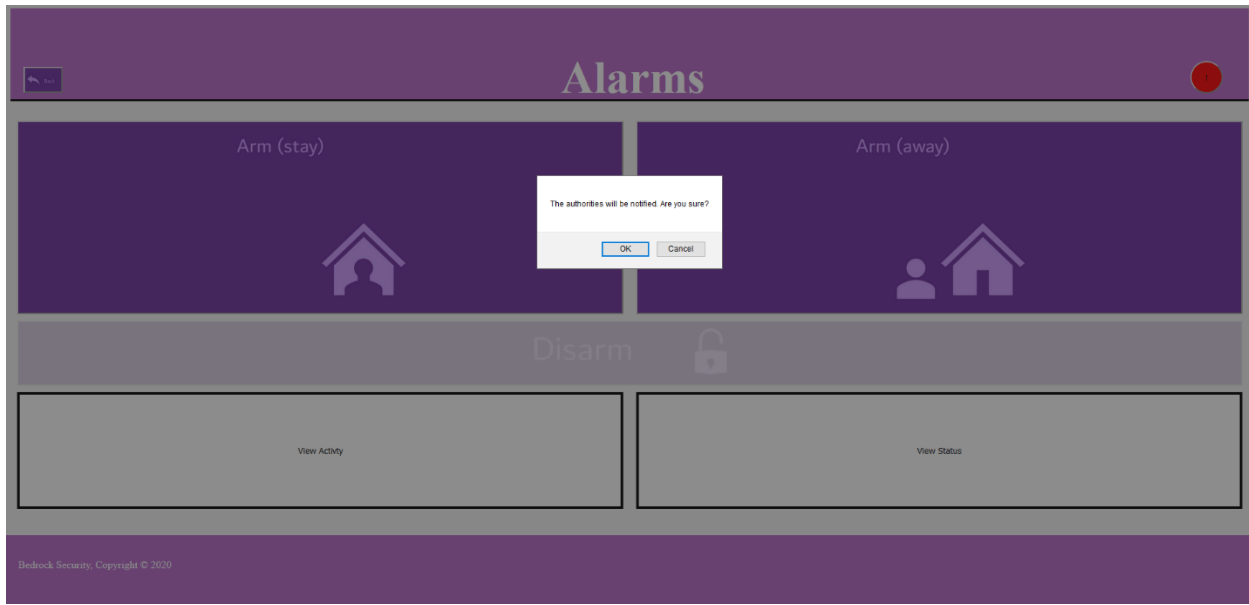 Back
Alarms
!
Arm (stay)
Arm (away)
The authorities will be notified. Are you sure?
OK
Cancel
Disarm
View Activty
View Status
Bedrock Security, Copyright © 2020